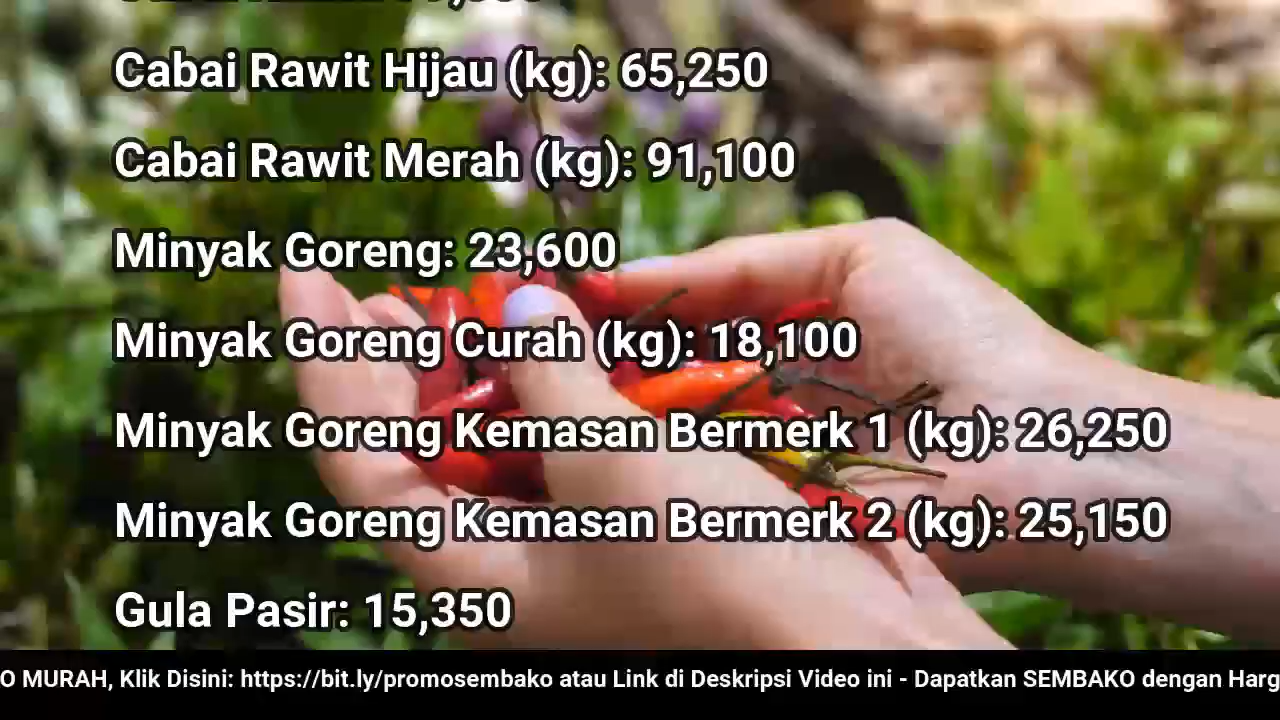 Cabai Rawit Hijau (kg): 65,250
Cabai Rawit Merah (kg): 91,100
Minyak Goreng: 23,600
Minyak Goreng Curah (kg): 18,100
Minyak Goreng Kemasan Bermerk 1 (kg): 26,250
Minyak Goreng Kemasan Bermerk 2 (kg): 25,150
Gula Pasir: 15,350
O MURAH, Klik Disini: https://bit.ly/promosembako atau Link di Deskripsi Video ini - Dapatkan SEMBAKO dengan Harg